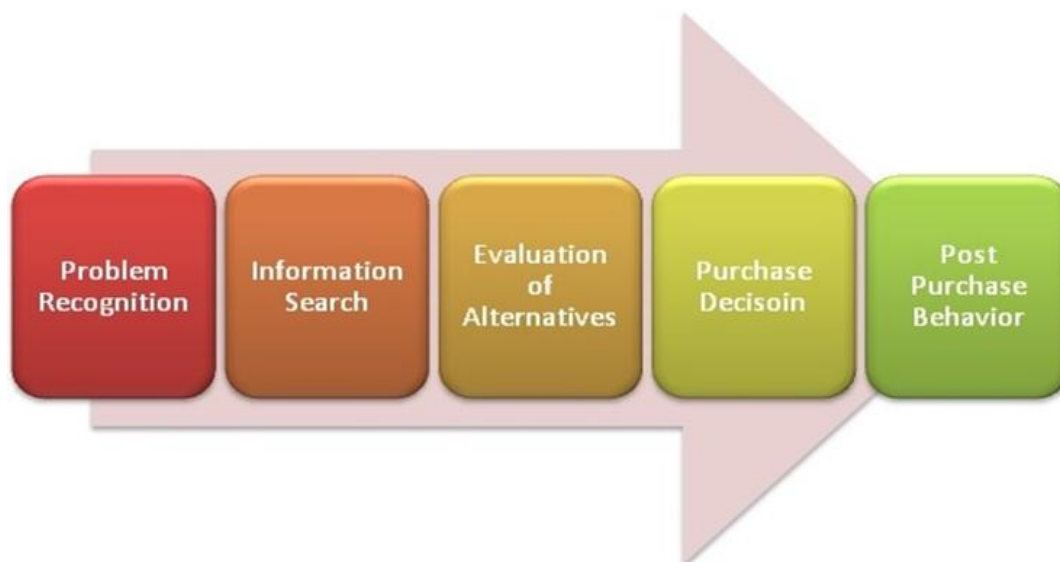 Problem
Recognition
Information
Search
Evaluation
of
Alternatives
Purchase
Decisoin
Post
Purchase
Behavior